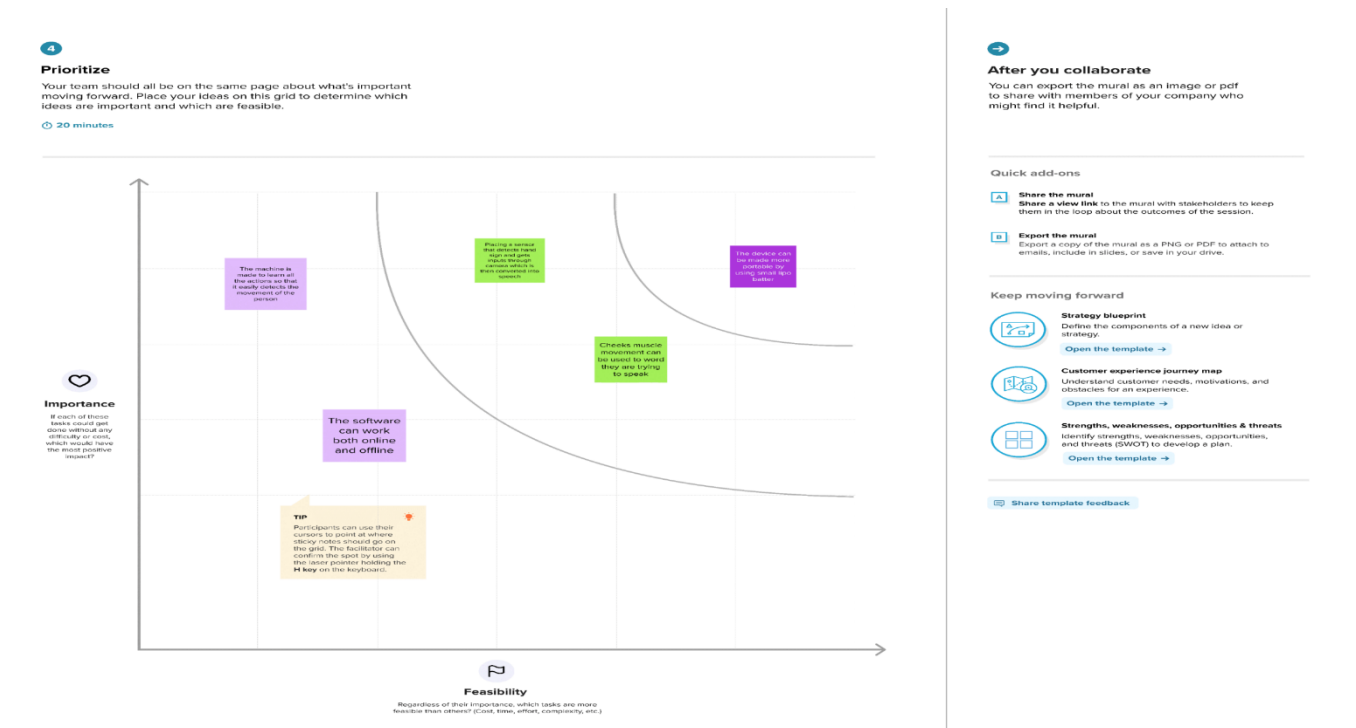 4
Prioritize
Your team should all be on the same page about what's important
moving forward. Place your ideas on this grid to determine which
ideas are important and which are feasible.
20 minutes
The machine is
made to learn all
the actions so that
it easily detects the
movement of the
person
Placing a sensor
that detects hand
sign and gets
inputs through
camera which is
then converted into
speech
The device can
be made more
portable by
using small lipo
batter
Cheeks muscle
movement can
be used to word
they are trying
to speak
The software
can work
both online
and offline
Importance
If each of these
tasks could get
done without any
difficulty or cost,
which would have
the most positive
impact?
TIP
Participants can use their
cursors to point at where
sticky notes should go on
the grid. The facilitator can
confirm the spot by using
the laser pointer holding the
H key on the keyboard.
Feasibility
Regardless of their importance, which tasks are more
feasible than others? (Cost, time, effort, complexity, etc.)
After you collaborate
You can export the mural as an image or pdf
to share with members of your company who
might find it helpful.
Quick add-ons
A
Share the mural
Share a view link to the mural with stakeholders to keep
them in the loop about the outcomes of the session.
B
Export the mural
Export a copy of the mural as a PNG or PDF to attach to
emails, include in slides, or save in your drive.
Keep moving forward
Strategy blueprint
Define the components of a new idea or
strategy.
Open the template →
Customer experience journey map
Understand customer needs, motivations, and
obstacles for an experience.
Open the template →
Strengths, weaknesses, opportunities & threats
Identify strengths, weaknesses, opportunities,
and threats (SWOT) to develop a plan.
Open the template →
Share template feedback